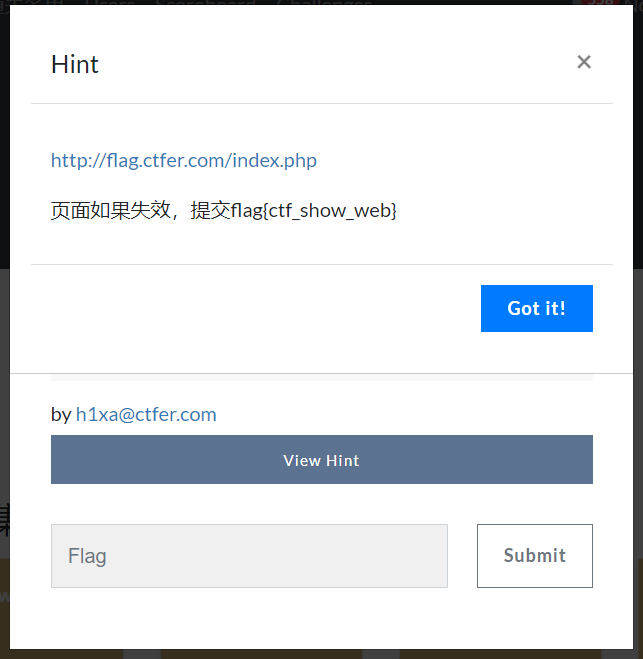 Hint
×
http://flag.ctfer.com/index.php
页面如果失效，提交flag{ctf_show_web}
Got it!
by h1xa@ctfer.com
View Hint
Flag
Submit